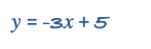 y = -3x + 5